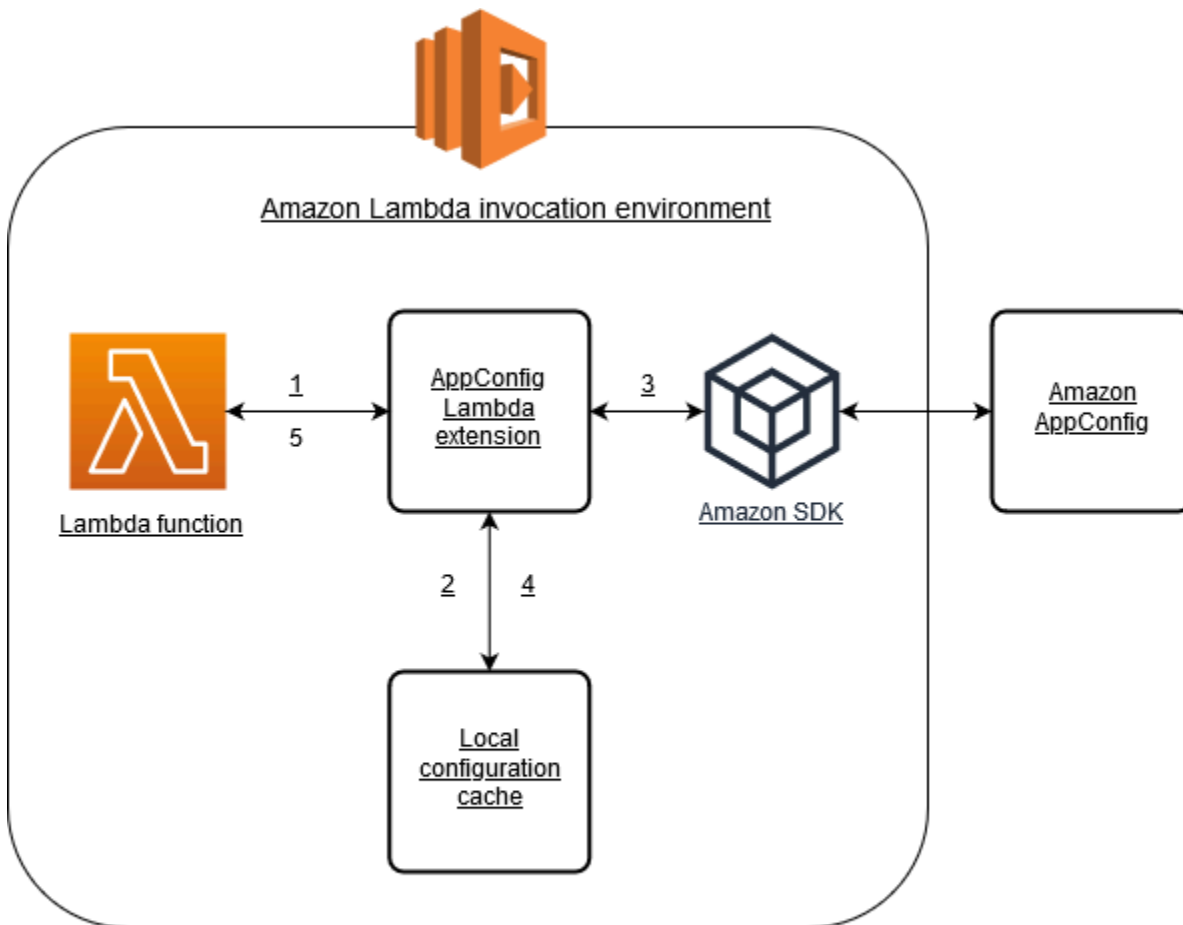 Amazon Lambda invocation environment
1
5
Lambda function
AppConfig
Lambda
extension
3
Amazon SDK
Amazon
AppConfig
2
4
Local
configuration
cache